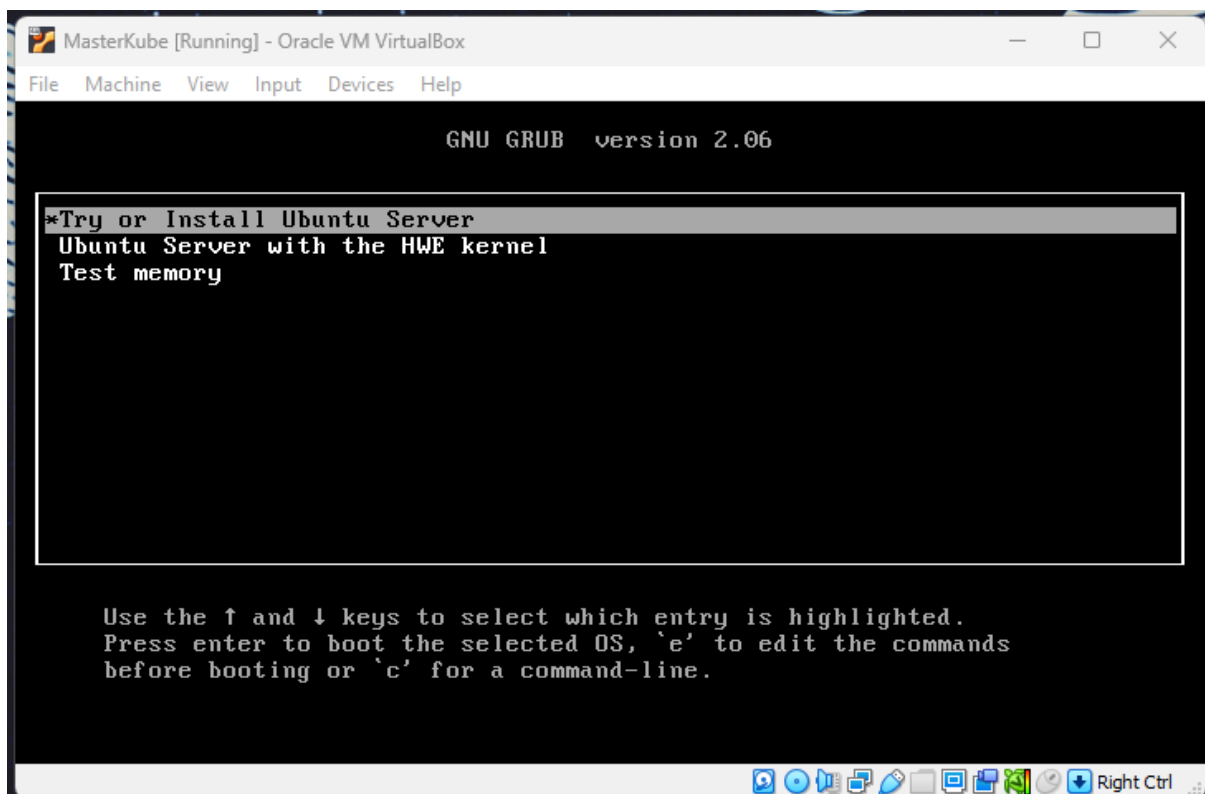 MasterKube [Running] - Oracle VM VirtualBox
File Machine View Input Devices Help
GNU GRUB version 2.06
*Try or Install Ubuntu Server
Ubuntu Server with the HWE kernel
Test memory
Use the ↑ and ↓ keys to select which entry is highlighted.
Press enter to boot the selected OS, `e' to edit the commands
before booting or `c' for a command-line.
Right Ctrl